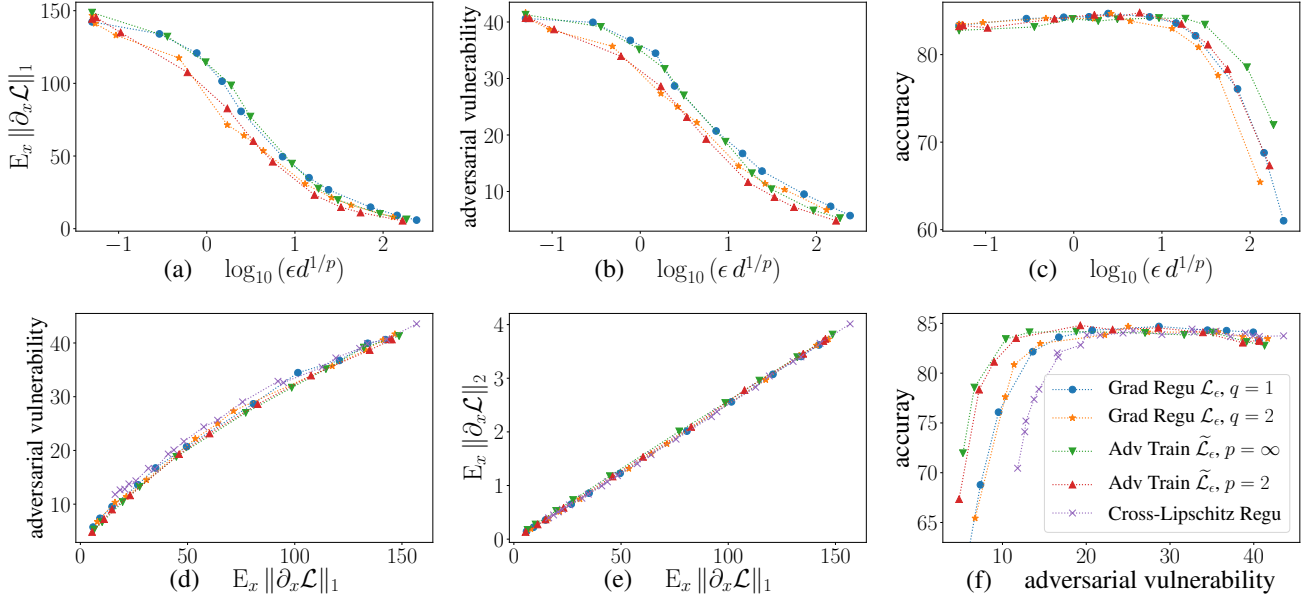 150
100
50
0
E_x ‖∂_x 𝓛‖_1
−1 0 1 2
(a) log_10 (ϵ d^{1/p})
40
30
20
10
adversarial vulnerability
−1 0 1 2
(b) log_10 (ϵ d^{1/p})
80
70
60
accuracy
−1 0 1 2
(c) log_10 (ϵ d^{1/p})
40
30
20
10
adversarial vulnerability
0 50 100 150
(d) E_x ‖∂_x 𝓛‖_1
4
3
2
1
0
E_x ‖∂_x 𝓛‖_2
0 50 100 150
(e) E_x ‖∂_x 𝓛‖_1
85
80
75
70
65
accuray
Grad Regu 𝓛_ϵ, q = 1
Grad Regu 𝓛_ϵ, q = 2
Adv Train 𝓛̃_ϵ, p = ∞
Adv Train 𝓛̃_ϵ, p = 2
Cross-Lipschitz Regu
10 20 30 40
(f) adversarial vulnerability